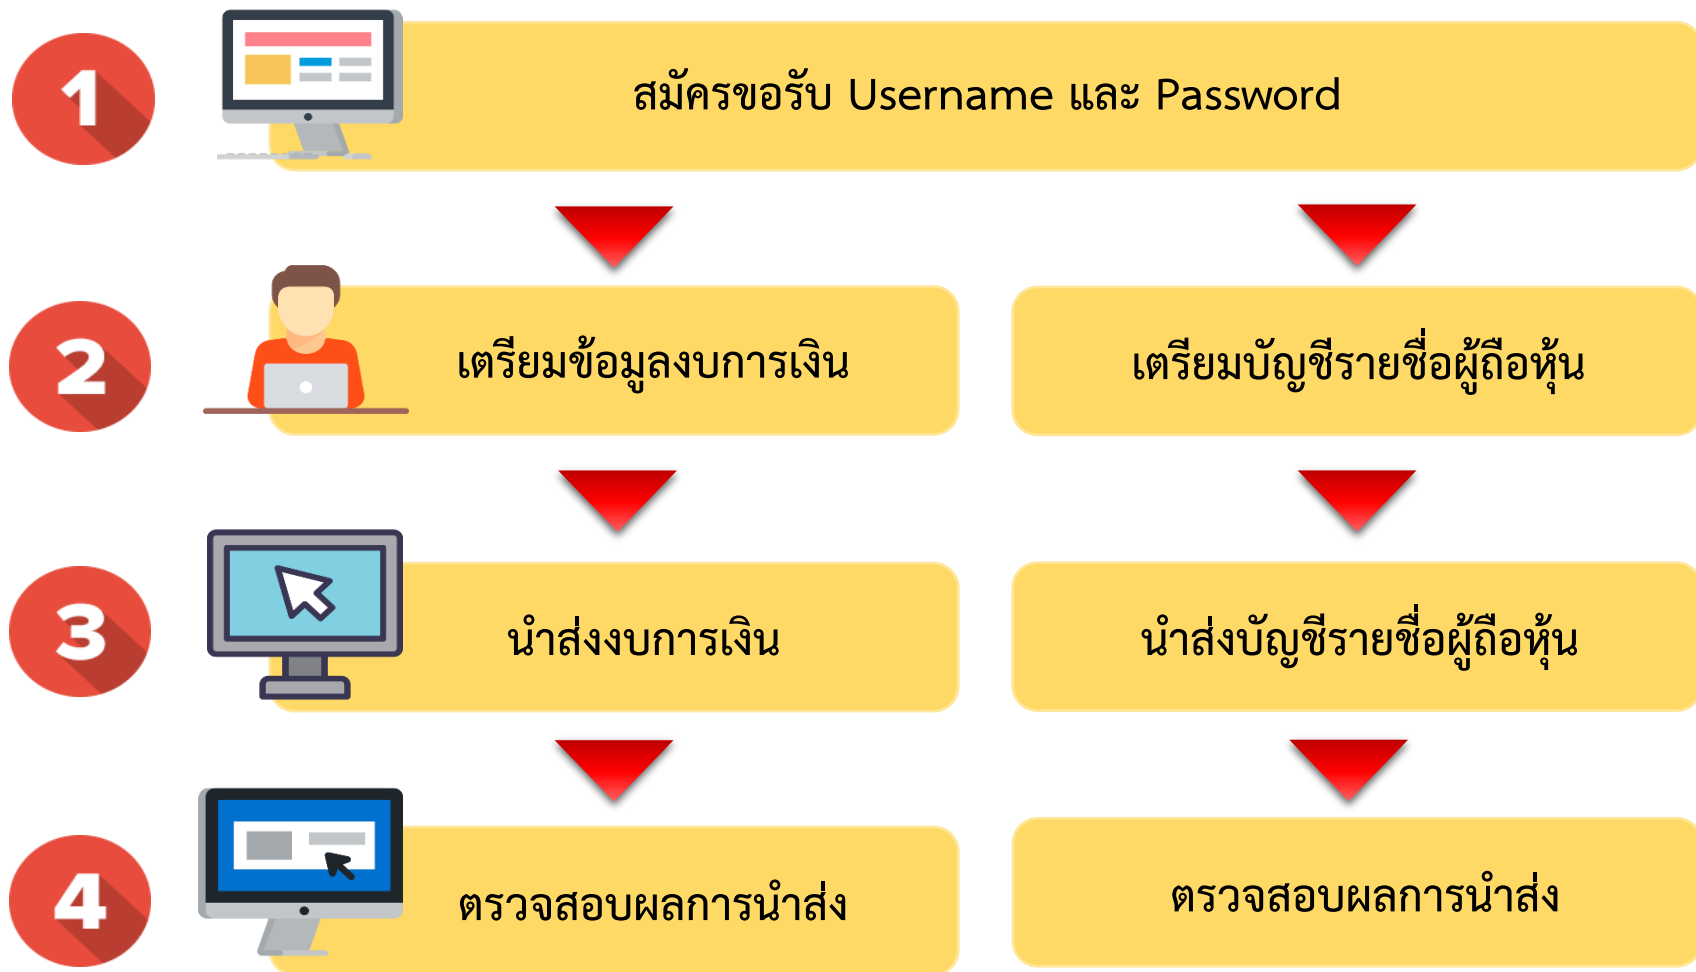 1
สมัครขอรับ Username และ Password
2
เตรียมข้อมูลงบการเงิน
เตรียมบัญชีรายชื่อผู้ถือหุ้น
3
นำส่งงบการเงิน
นำส่งบัญชีรายชื่อผู้ถือหุ้น
4
ตรวจสอบผลการนำส่ง
ตรวจสอบผลการนำส่ง